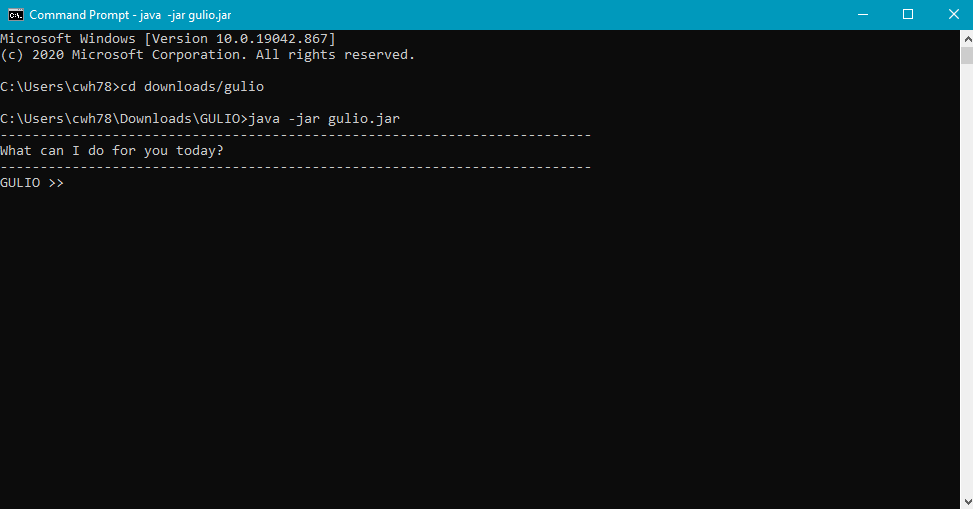 Command Prompt - java  -jar gulio.jar
Microsoft Windows [Version 10.0.19042.867]
(c) 2020 Microsoft Corporation. All rights reserved.
C:\Users\cwh78>cd downloads/gulio
C:\Users\cwh78\Downloads\GULIO>java -jar gulio.jar
--------------------------------------------------------------------------
What can I do for you today?
--------------------------------------------------------------------------
GULIO >>